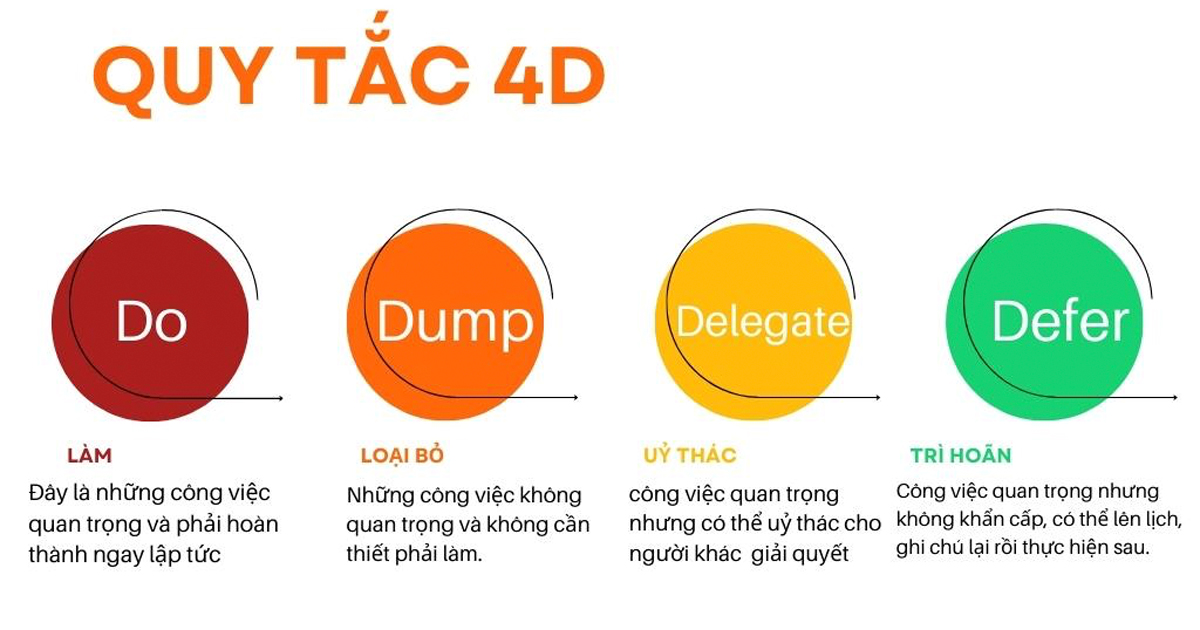 QUY TẮC 4D
Do
LÀM
Đây là những công việc
quan trọng và phải hoàn
thành ngay lập tức
Dump
LOẠI BỎ
Những công việc không
quan trọng và không cần
thiết phải làm.
Delegate
UỶ THÁC
công việc quan trọng
nhưng có thể uỷ thác cho
người khác giải quyết
Defer
TRÌ HOÃN
Công việc quan trọng nhưng
không khẩn cấp, có thể lên lịch,
ghi chú lại rồi thực hiện sau.